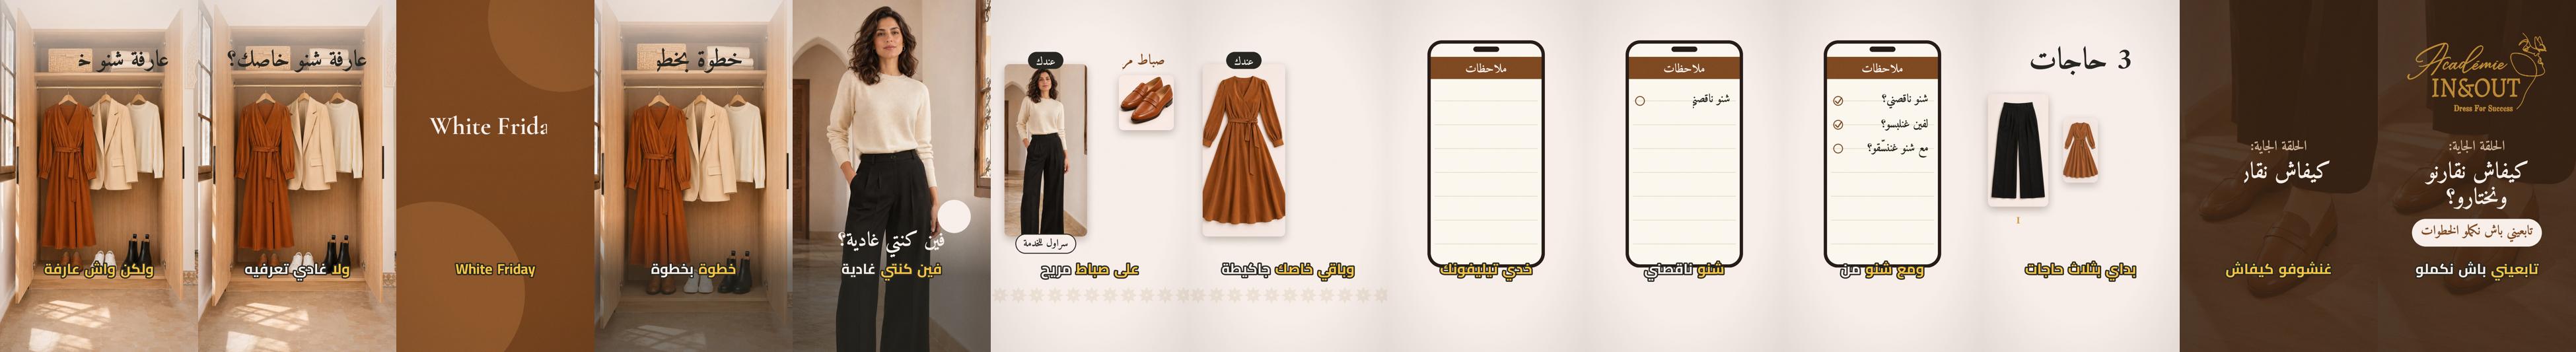 عارفة شنو خ
ولكن واش عارفة
عارفة شنو خاصك؟
ولا غادي تعرفيه
White Frida
White Friday
خطوة بخطو
خطوة بخطوة
فين كنتي غادية؟
فين كنتي غادية
عندك
صباط مر
سراول للخدمة
على صباط مريح
عندك
وباقي خاصك جاكيطة
ملاحظات
خدي تيليفونك
ملاحظات
شنو ناقصني
شنو ناقصني
ملاحظات
شنو ناقصني؟
لفين غنلبسو؟
مع شنو غننسّقو؟
ومع شنو من
3 حاجات
1
بداي بثلاث حاجات
الحلقة الجاية:
كيفاش نقار
غنشوفو كيفاش
Académie
IN&OUT
Dress For Success
الحلقة الجاية:
كيفاش نقارنو
ونختارو؟
تابعيني باش نكملو الخطوات
تابعيني باش نكملو